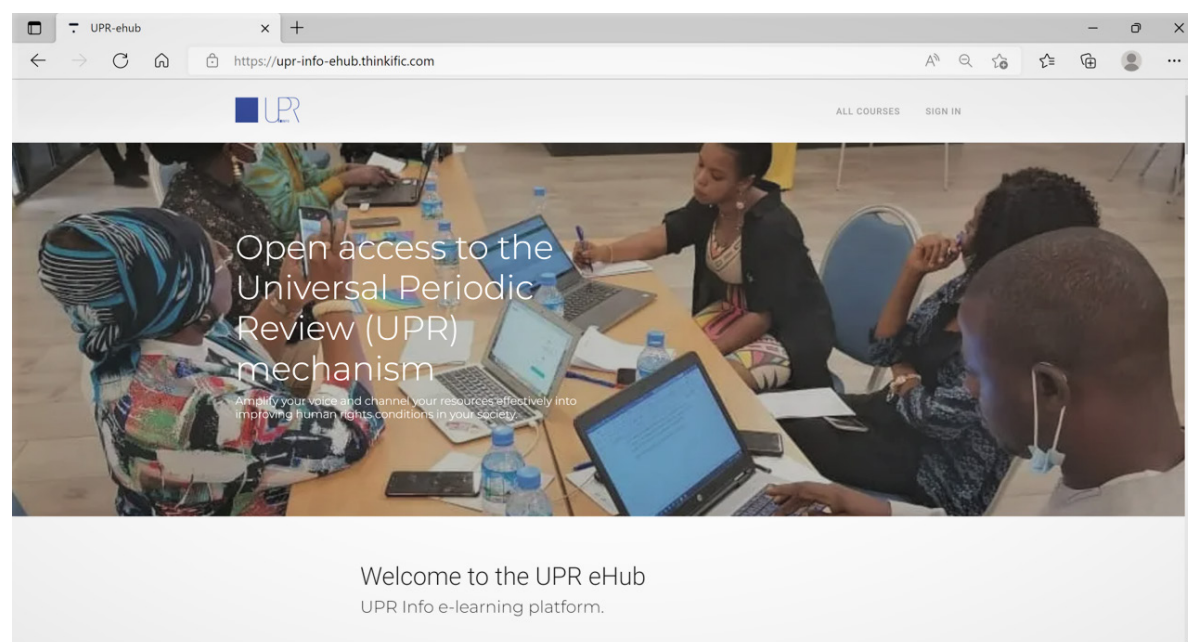 UPR-ehub
https://upr-info-ehub.thinkific.com
UPR
ALL COURSES SIGN IN
Open access to the
Universal Periodic
Review (UPR)
mechanism
Amplify your voice and channel your resources effectively into
improving human rights conditions in your society.
Welcome to the UPR eHub
UPR Info e-learning platform.